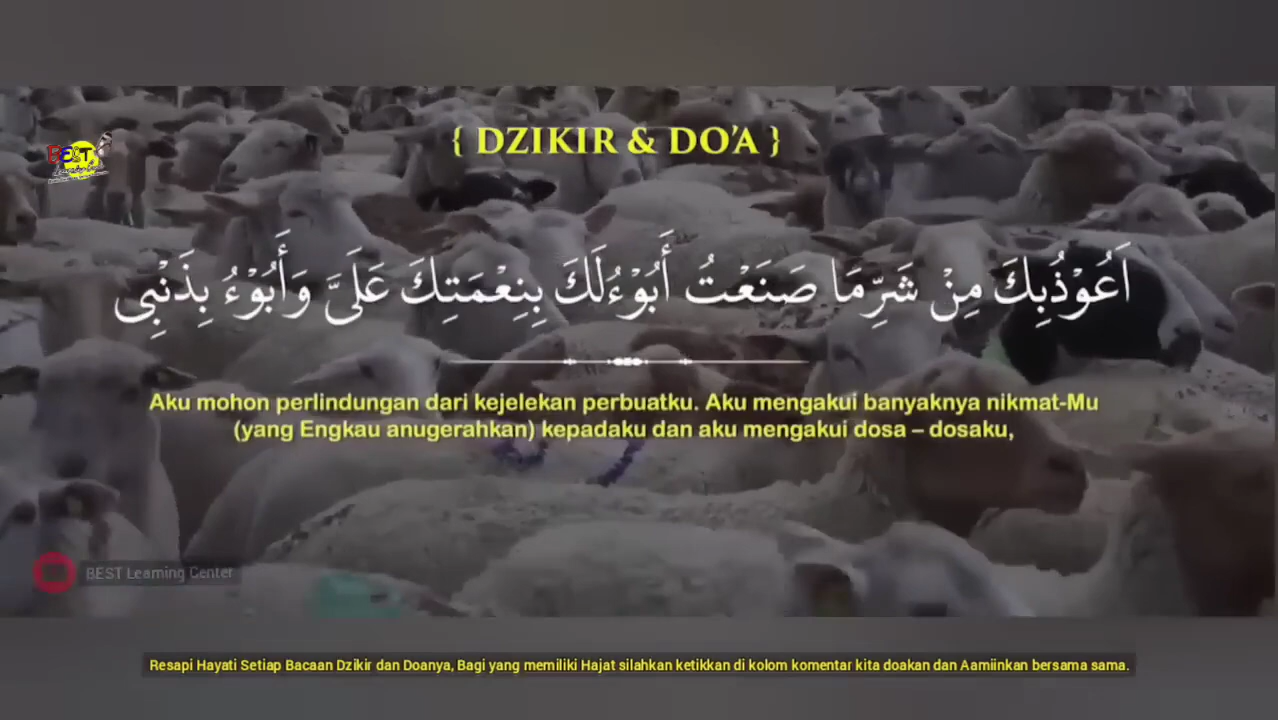 { DZIKIR & DO'A }
BEST
اَعُوْذُبِكَ مِنْ شَرِّمَا صَنَعْتُ أَبُوْءُلَكَ بِنِعْمَتِكَ عَلَيَّ وَأَبُوْءُ بِذَنْبِى
Aku mohon perlindungan dari kejelekan perbuatku. Aku mengakui banyaknya nikmat-Mu
(yang Engkau anugerahkan) kepadaku dan aku mengakui dosa – dosaku,
BEST Learning Center
Resapi Hayati Setiap Bacaan Dzikir dan Doanya, Bagi yang memiliki Hajat silahkan ketikkan di kolom komentar kita doakan dan Aamiinkan bersama sama.